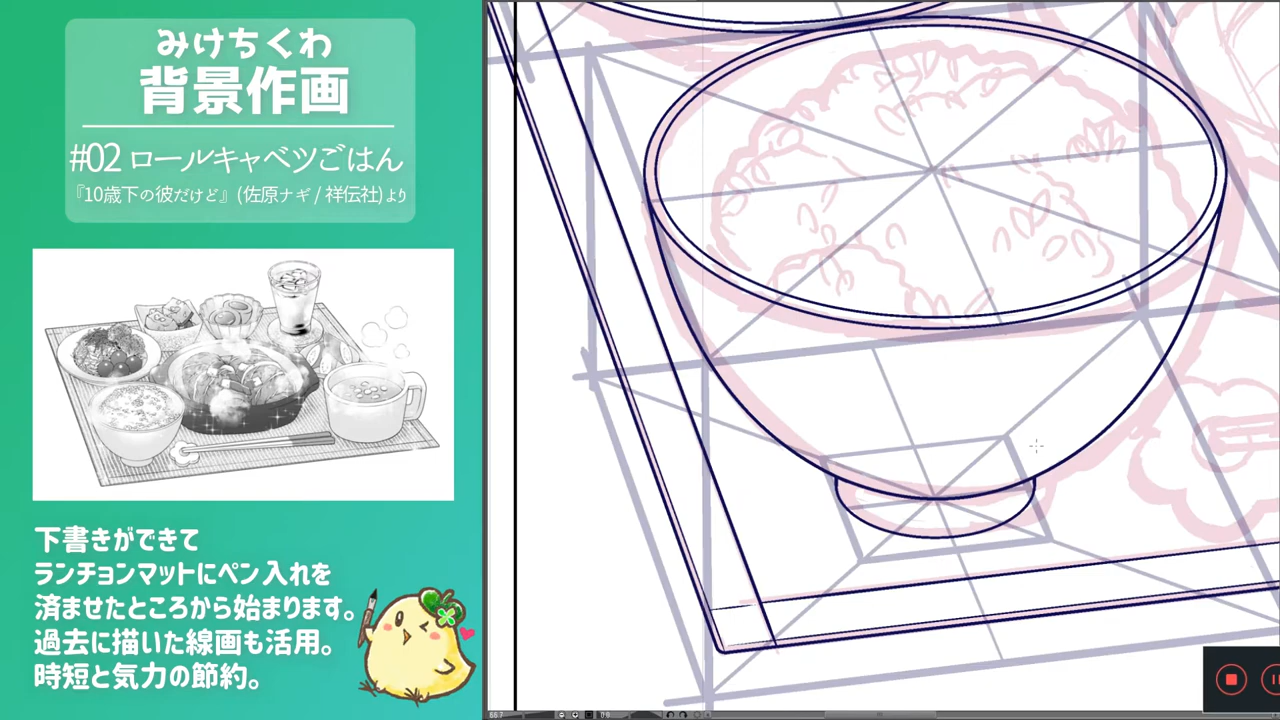 みけちくわ
背景作画
#02 ロールキャベツごはん
『10歳下の彼だけど』(佐原ナギ / 祥伝社)より
下書きができて
ランチョンマットにペン入れを
済ませたところから始まります。
過去に描いた線画も活用。
時短と気力の節約。